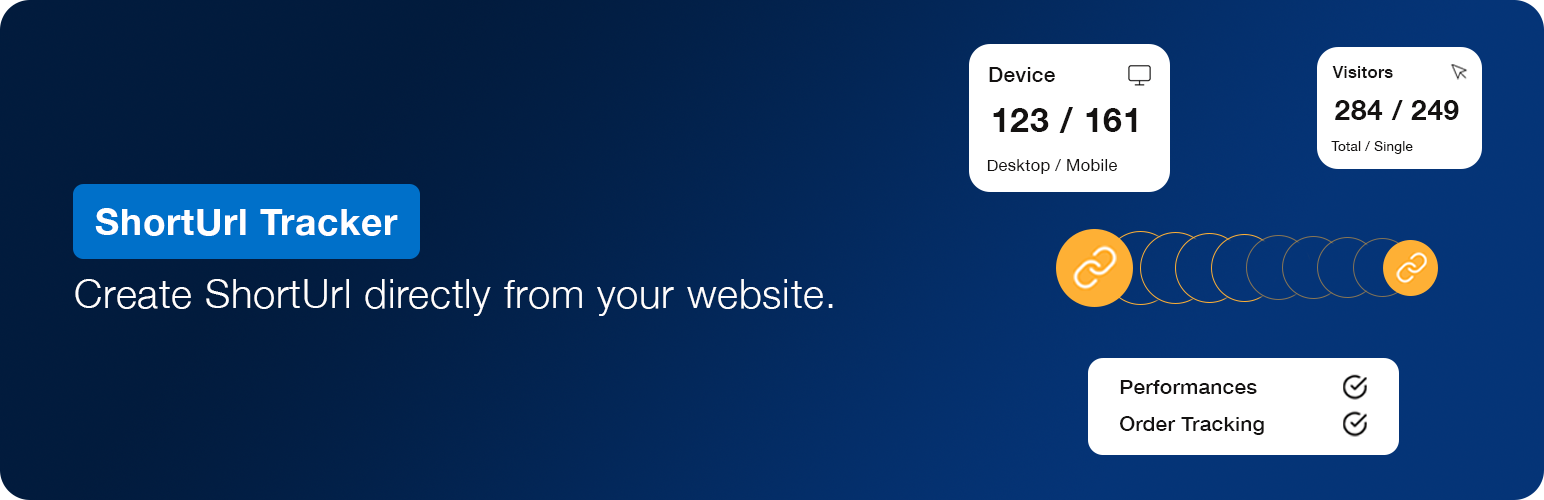 ShortUrl Tracker
Create ShortUrl directly from your website.
Device
123 / 161
Desktop / Mobile
Visitors
284 / 249
Total / Single
Performances
Order Tracking